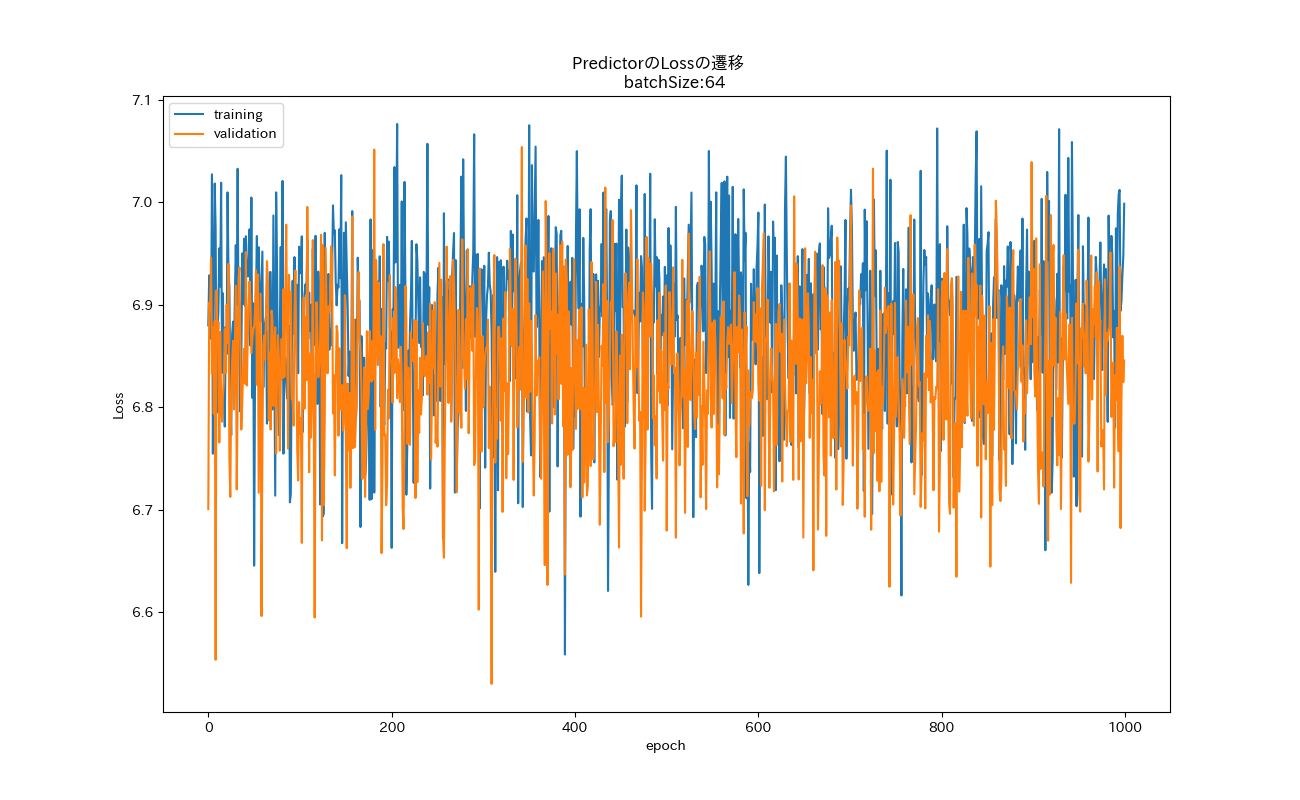 PredictorのLossの遷移
batchSize:64
training
validation
7.1
7.0
6.9
6.8
6.7
6.6
Loss
0
200
400
600
800
1000
epoch